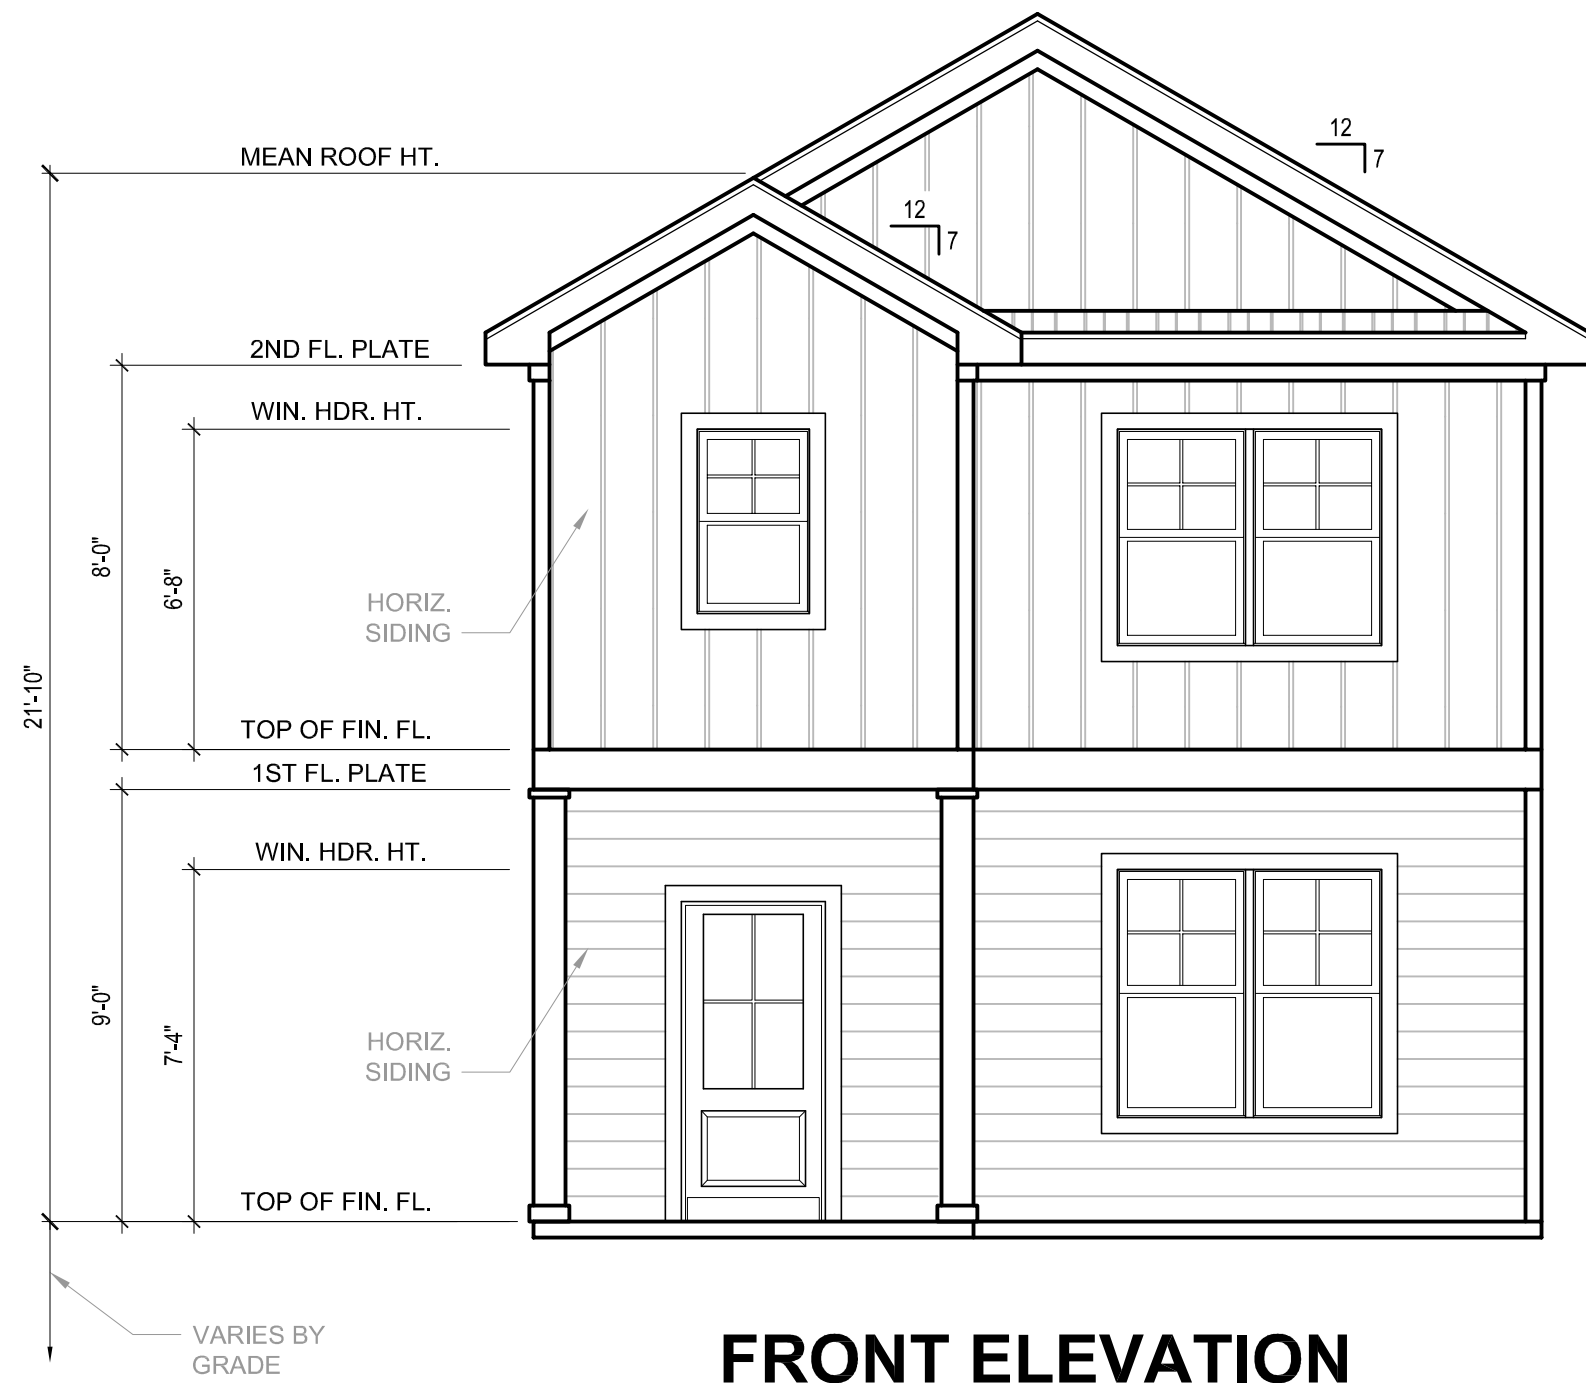 12
7
MEAN ROOF HT.
12
7
2ND FL. PLATE
WIN. HDR. HT.
8'-0"
6'-8"
HORIZ.
SIDING
21'-10"
TOP OF FIN. FL.
1ST FL. PLATE
WIN. HDR. HT.
9'-0"
7'-4"
HORIZ.
SIDING
TOP OF FIN. FL.
VARIES BY
GRADE
FRONT ELEVATION